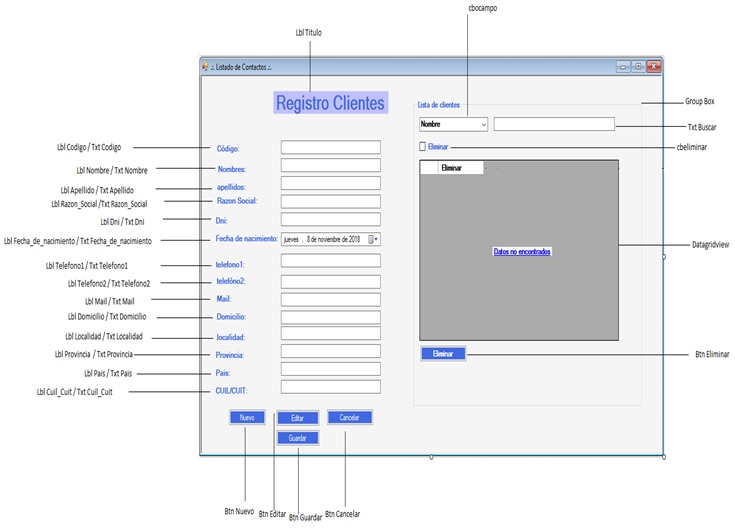 cbocampo
Lbl Titulo
.:. Listado de Contactos .:.
Registro Clientes
Lista de clientes
Group Box
Nombre
Txt Buscar
Lbl Codigo / Txt Codigo
Código:
Eliminar
cbeliminar
Lbl Nombre / Txt Nombre
Nombres:
Eliminar
Lbl Apellido / Txt Apellido
apellidos:
Lbl Razon_Social /Txt Razon_Social
Razon Social:
Lbl Dni / Txt Dni
Dni:
Lbl Fecha_de_nacimiento/ Txt Fecha_de_nacimiento
Fecha de nacimiento:
jueves , 8 de noviembre de 2018
Datagridview
Datos no encontrados
Lbl Telefono1 / Txt Telefono1
telefono1:
Lbl Telefono2 / Txt Telefono2
telefóno2:
Lbl Mail / Txt Mail
Mail:
Lbl Domicilio / Txt Domicilio
Domicilio:
Lbl Localidad / Txt Localidad
localidad:
Lbl Provincia / Txt Provincia
Provincia:
Eliminar
Btn Eliminar
Lbl Pais / Txt Pais
Pais:
Lbl Cuil_Cuit / Txt Cuil_Cuit
CUIL/CUIT:
Nuevo
Editar
Cancelar
Guardar
Btn Nuevo
Btn Editar
Btn Guardar
Btn Cancelar